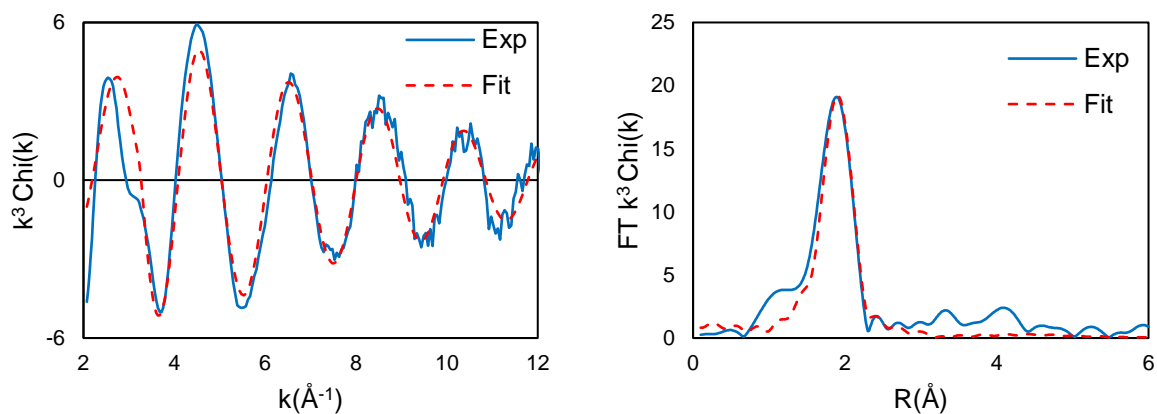 6
0
-6
k³ Chi(k)
Exp
Fit
2 4 6 8 10 12
k(Å⁻¹)
25
20
15
10
5
0
FT k³ Chi(k)
Exp
Fit
0 2 4 6
R(Å)